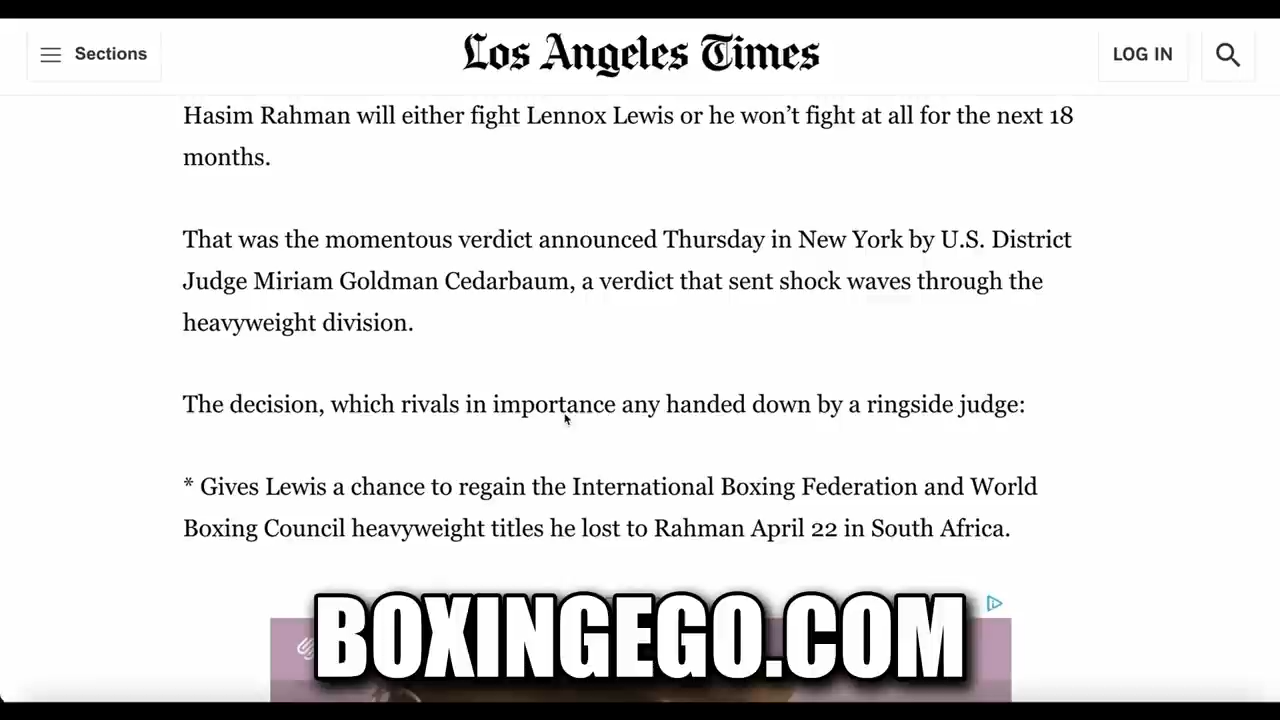 Sections
Los Angeles Times
LOG IN
Hasim Rahman will either fight Lennox Lewis or he won’t fight at all for the next 18
months.
That was the momentous verdict announced Thursday in New York by U.S. District
Judge Miriam Goldman Cedarbaum, a verdict that sent shock waves through the
heavyweight division.
The decision, which rivals in importance any handed down by a ringside judge:
* Gives Lewis a chance to regain the International Boxing Federation and World
Boxing Council heavyweight titles he lost to Rahman April 22 in South Africa.
BOXINGEGO.COM